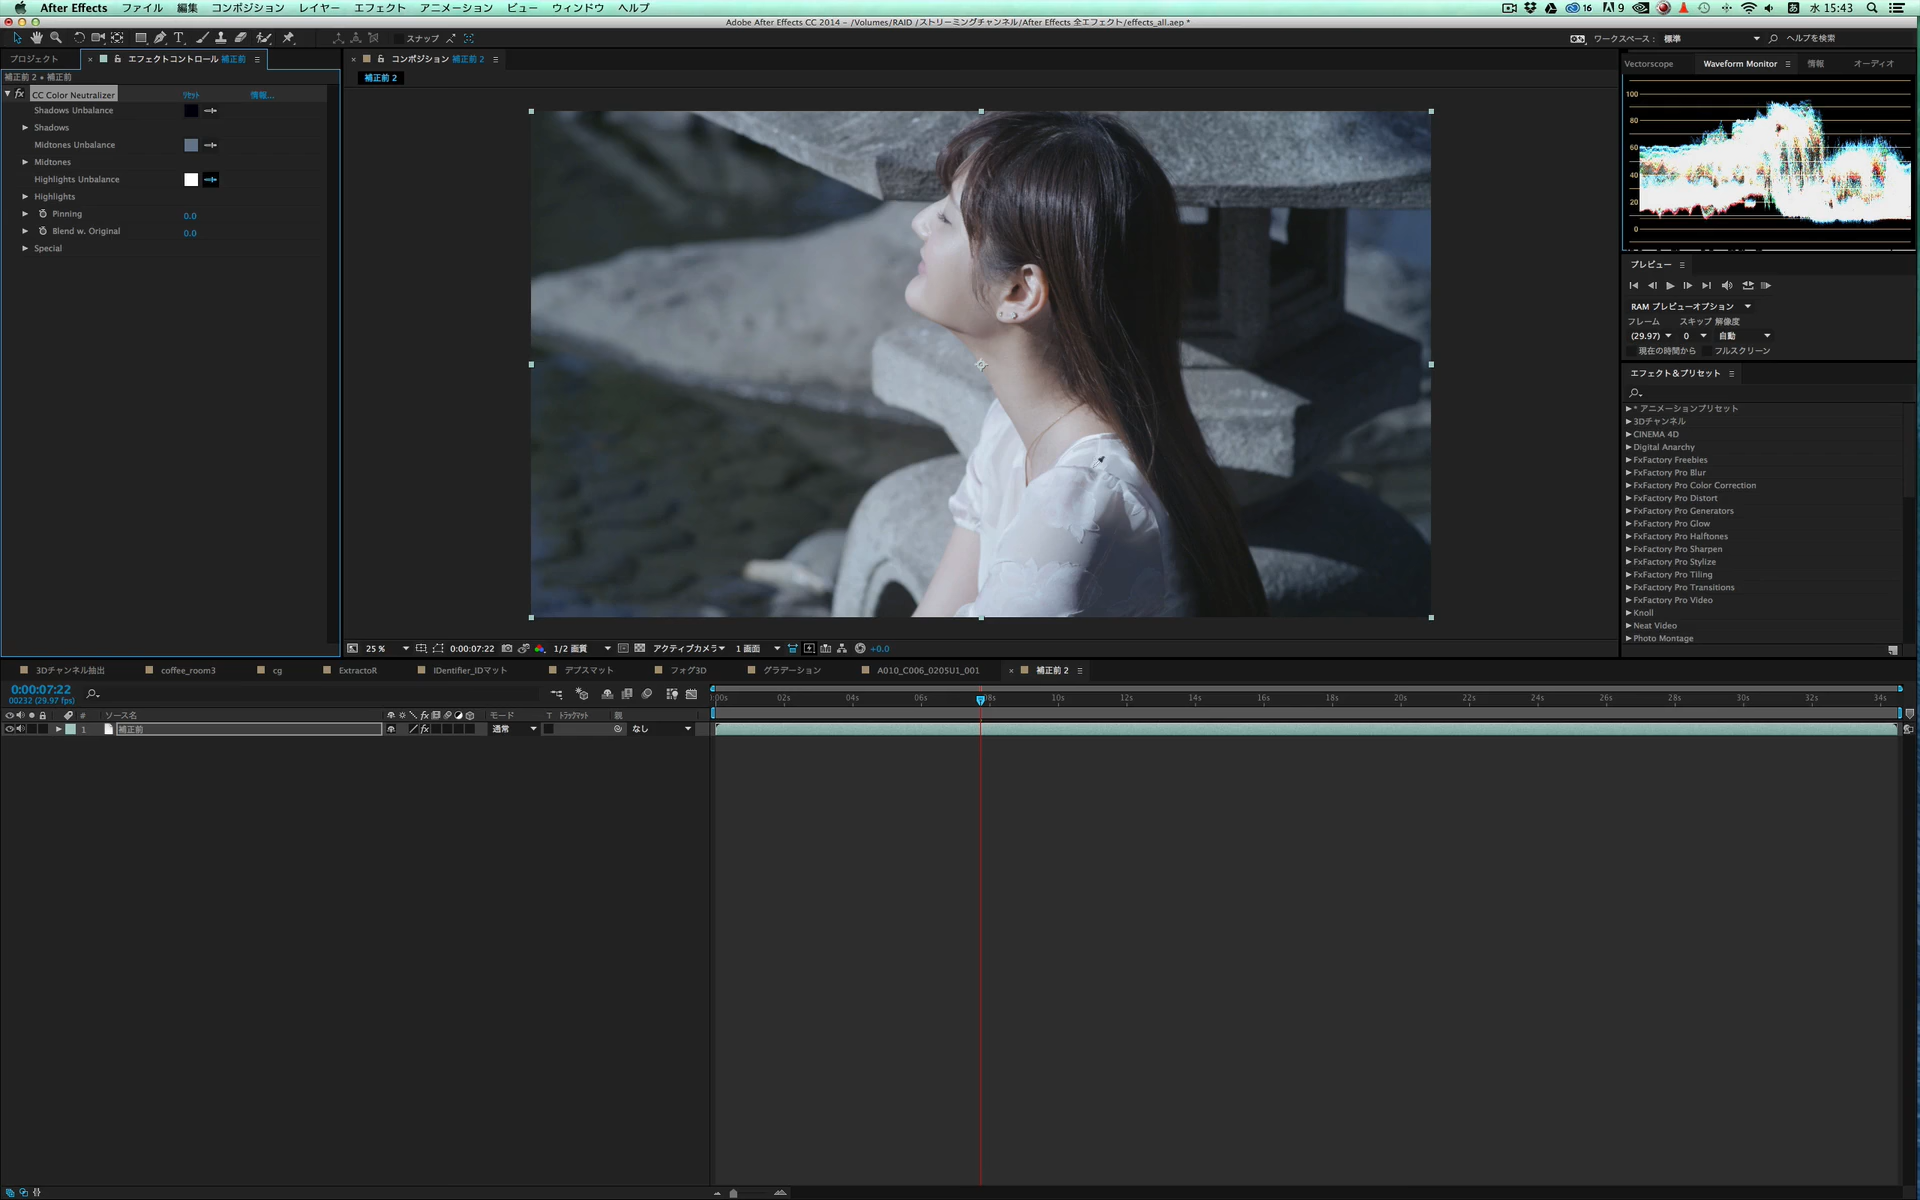 After Effects ファイル 編集 コンポジション レイヤー エフェクト アニメーション ビュー ウィンドウ ヘルプ 16 9 あ 水 15:43
Adobe After Effects CC 2014 - /Volumes/RAID /ストリーミングチャンネル/After Effects 全エフェクト/effects_all.aep *
スナップ ワークスペース： 標準 ヘルプを検索
プロジェクト × エフェクトコントロール 補正前
補正前 2 • 補正前
fx CC Color Neutralizer リセット 情報...
Shadows Unbalance
Shadows
Midtones Unbalance
Midtones
Highlights Unbalance
Highlights
Pinning 0.0
Blend w. Original 0.0
Special
× コンポジション 補正前 2
補正前 2
25 % 0:00:07:22 1/2 画質 アクティブカメラ 1 画面 +0.0
Vectorscope Waveform Monitor 情報 オーディオ
100
80
60
40
20
0
プレビュー
RAM プレビューオプション
フレーム スキップ 解像度
(29.97) 0 自動
現在の時間から フルスクリーン
エフェクト＆プリセット
* アニメーションプリセット
3Dチャンネル
CINEMA 4D
Digital Anarchy
FxFactory Freebies
FxFactory Pro Blur
FxFactory Pro Color Correction
FxFactory Pro Distort
FxFactory Pro Generators
FxFactory Pro Glow
FxFactory Pro Halftones
FxFactory Pro Sharpen
FxFactory Pro Stylize
FxFactory Pro Tiling
FxFactory Pro Transitions
FxFactory Pro Video
Knoll
Neat Video
Photo Montage
3Dチャンネル抽出 coffee_room3 cg ExtractoR IDentifier_IDマット デプスマット フォグ3D グラデーション A010_C006_0205U1_001 × 補正前 2
0:00:07:22
00232 (29.97 fps)
:00s 02s 04s 06s 08s 10s 12s 14s 16s 18s 20s 22s 24s 26s 28s 30s 32s 34s
# ソース名 fx モード T トラックマット 親
1 補正前 fx 通常 なし